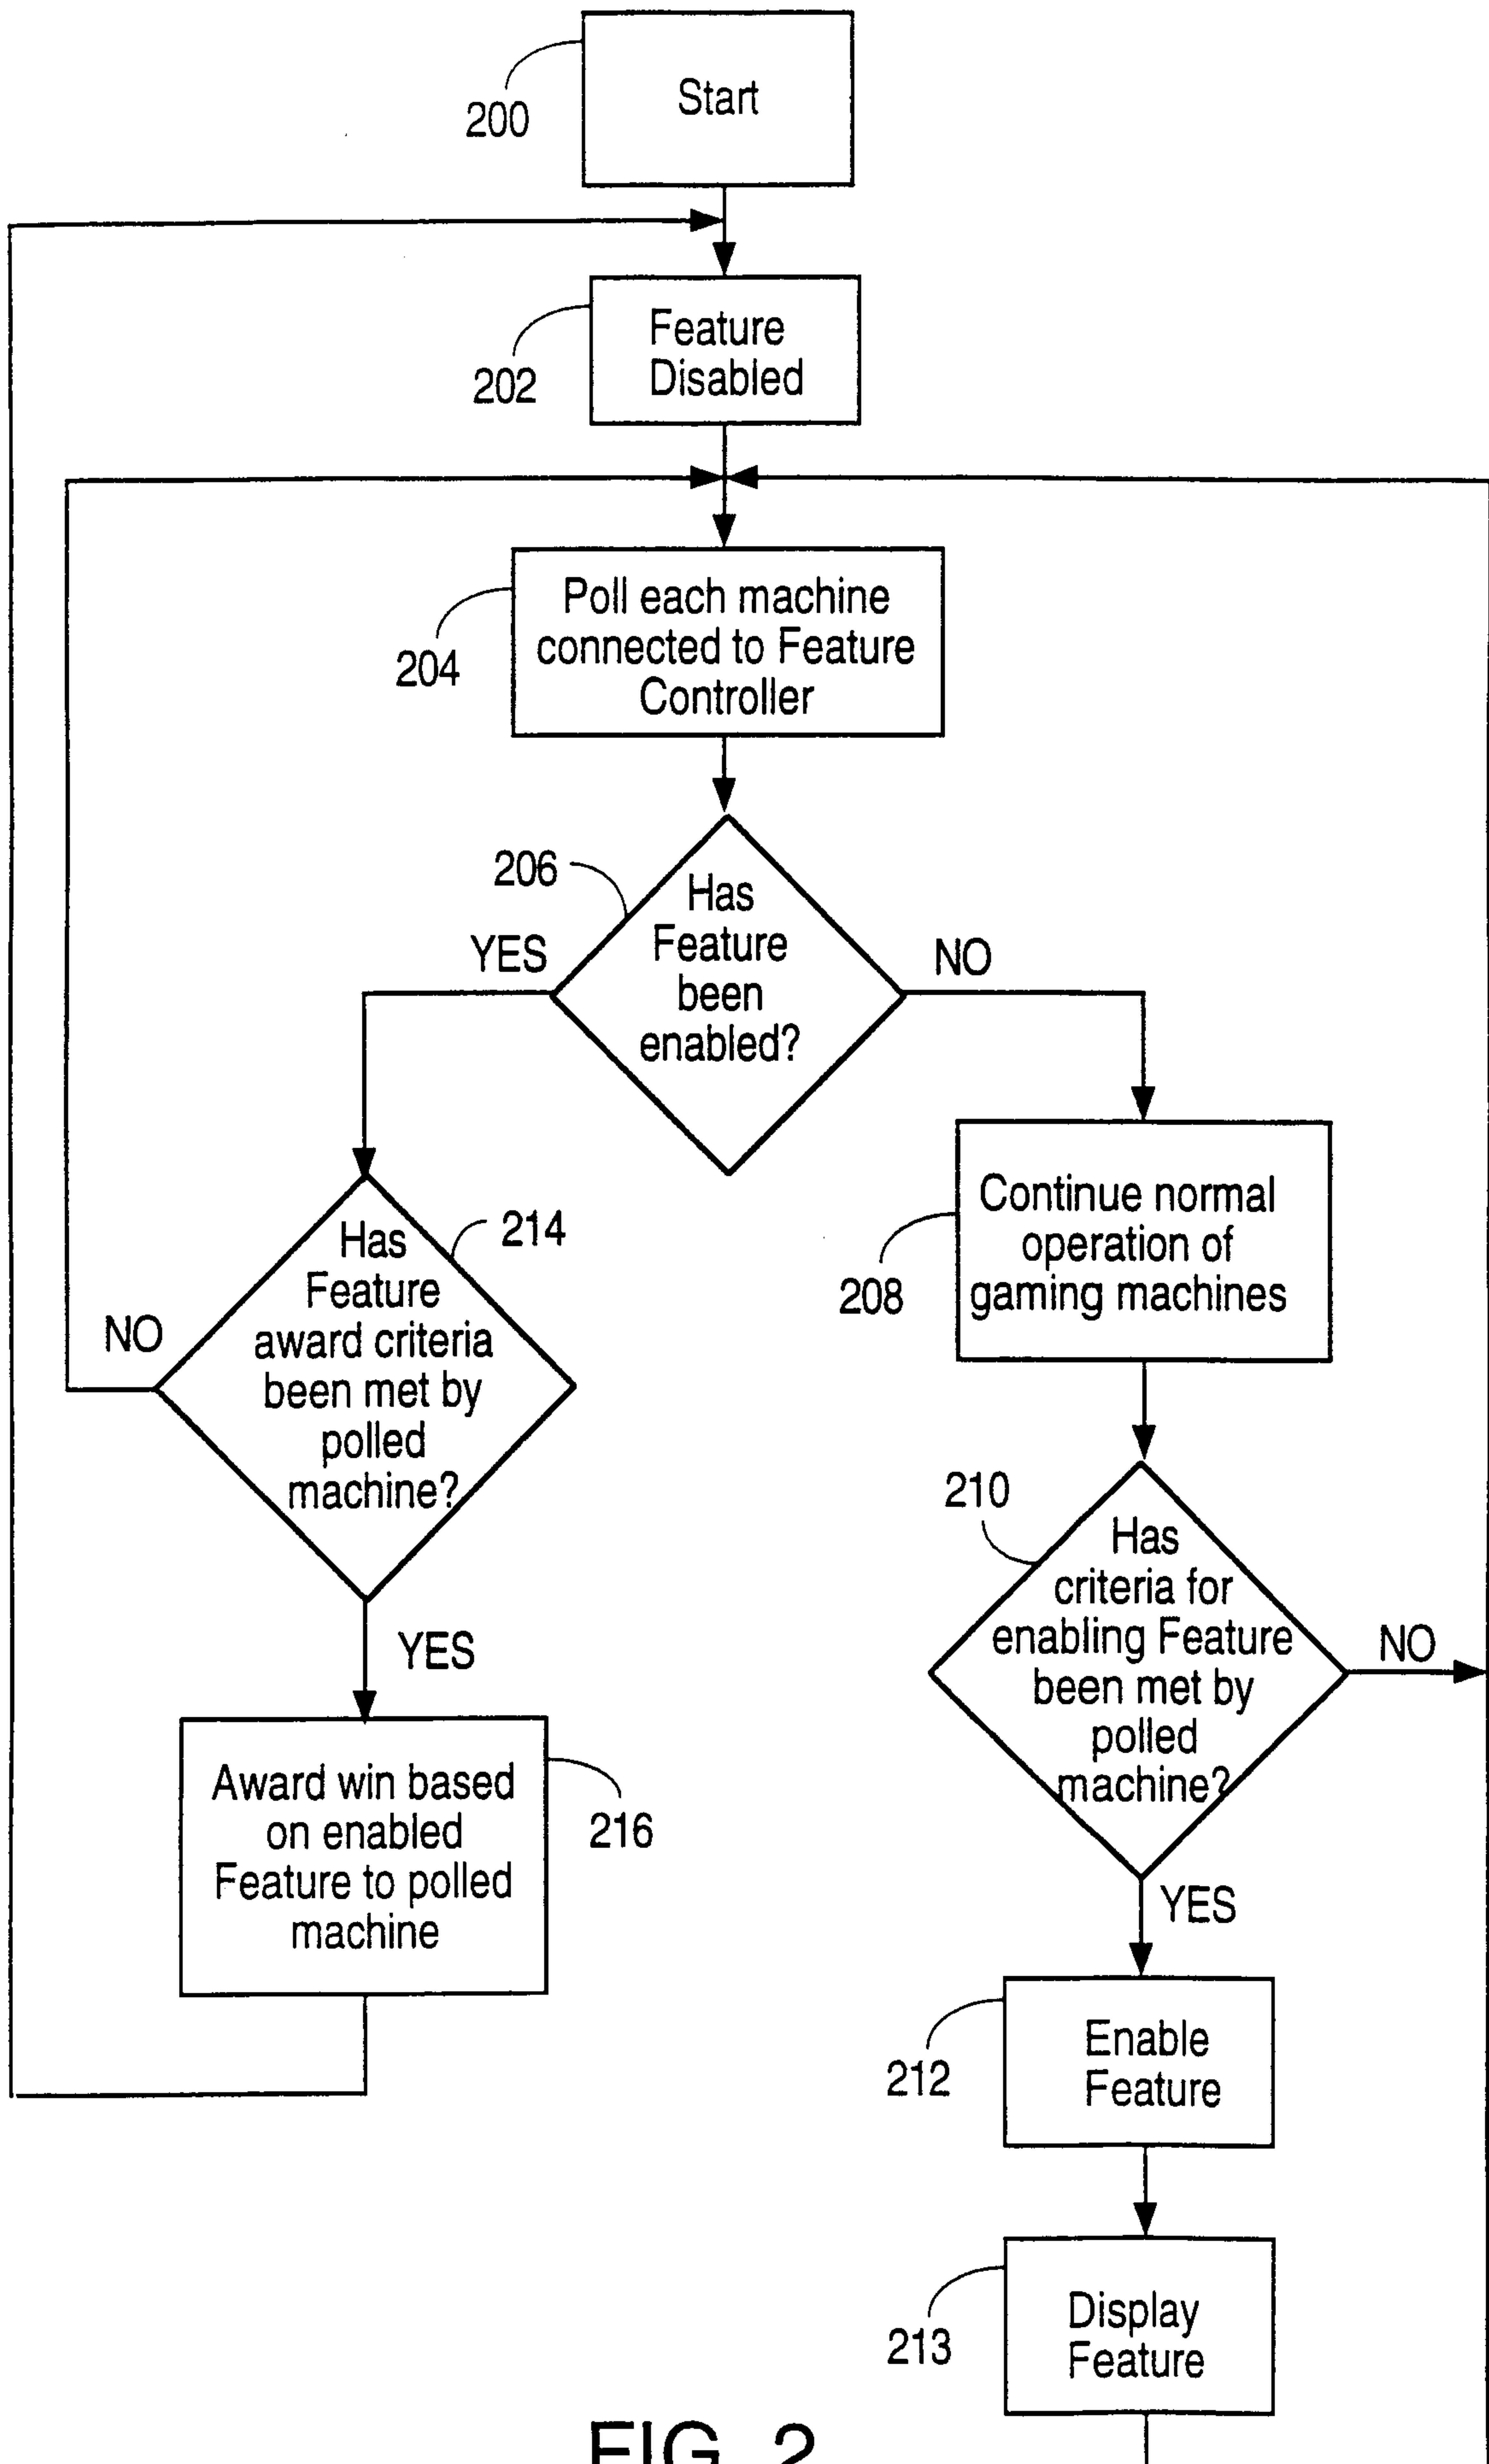 Start
200
Feature
Disabled
202
Poll each machine
connected to Feature
Controller
204
206
Has
Feature
been
enabled?
YES
NO
Continue normal
operation of
gaming machines
208
Has
Feature
award criteria
been met by
polled
machine?
214
NO
YES
210
Has
criteria for
enabling Feature
been met by
polled
machine?
NO
YES
Award win based
on enabled
Feature to polled
machine
216
Enable
Feature
212
Display
Feature
213
FIG. 2